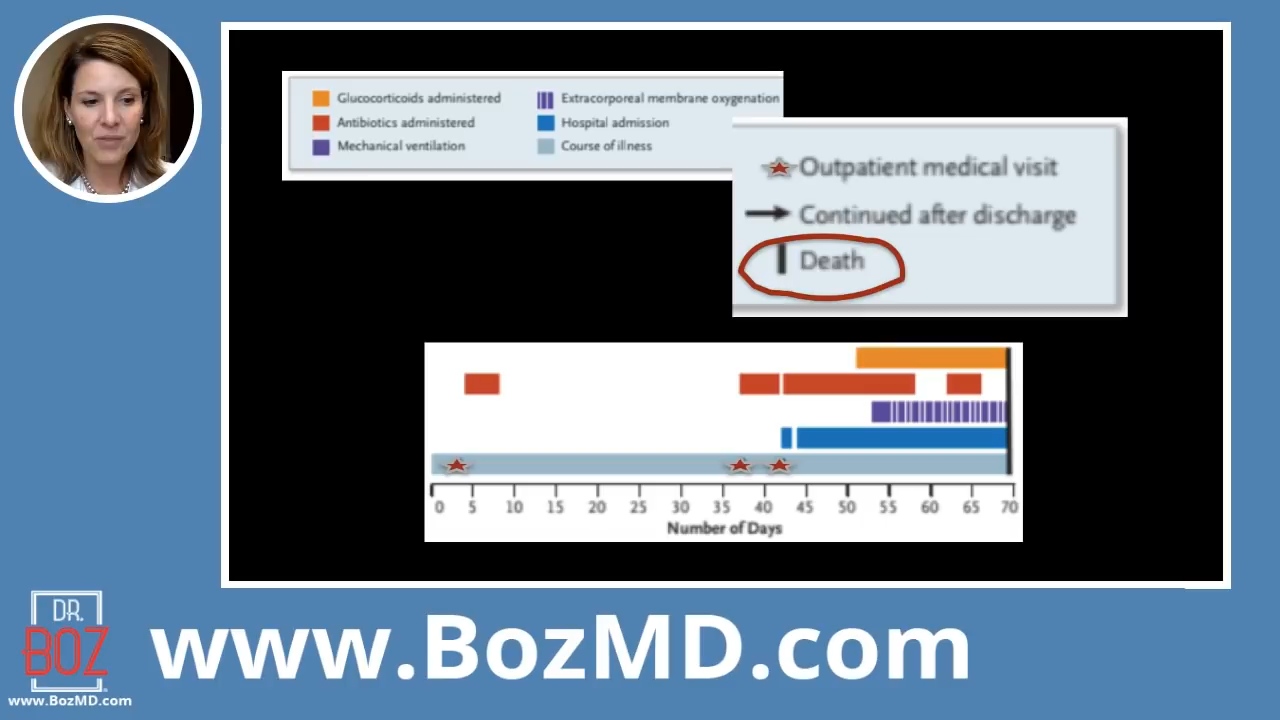 Glucocorticoids administered
Antibiotics administered
Mechanical ventilation
Extracorporeal membrane oxygenation
Hospital admission
Course of illness
Outpatient medical visit
Continued after discharge
Death
0 5 10 15 20 25 30 35 40 45 50 55 60 65 70
Number of Days
DR.
BOZ
www.BozMD.com
www.BozMD.com